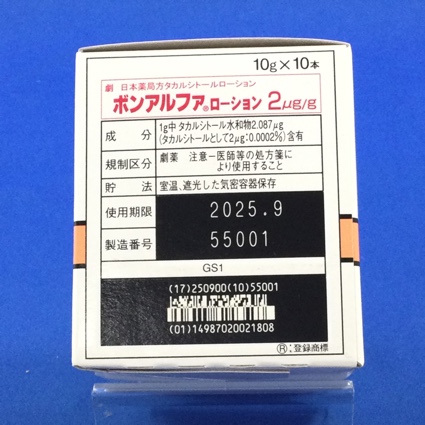 10g×10本
劇 日本薬局方タカルシトールローション
ボンアルファ®ローション 2μg/g
成分 1g中 タカルシトール水和物2.087μg
(タカルシトールとして2μg:0.0002%)含有
規制区分 劇薬 注意－医師等の処方箋に
より使用すること
貯法 室温、遮光した気密容器保存
使用期限 2025.9
製造番号 55001
GS1
(17)250900(10)55001
(01)14987020021808
®:登録商標